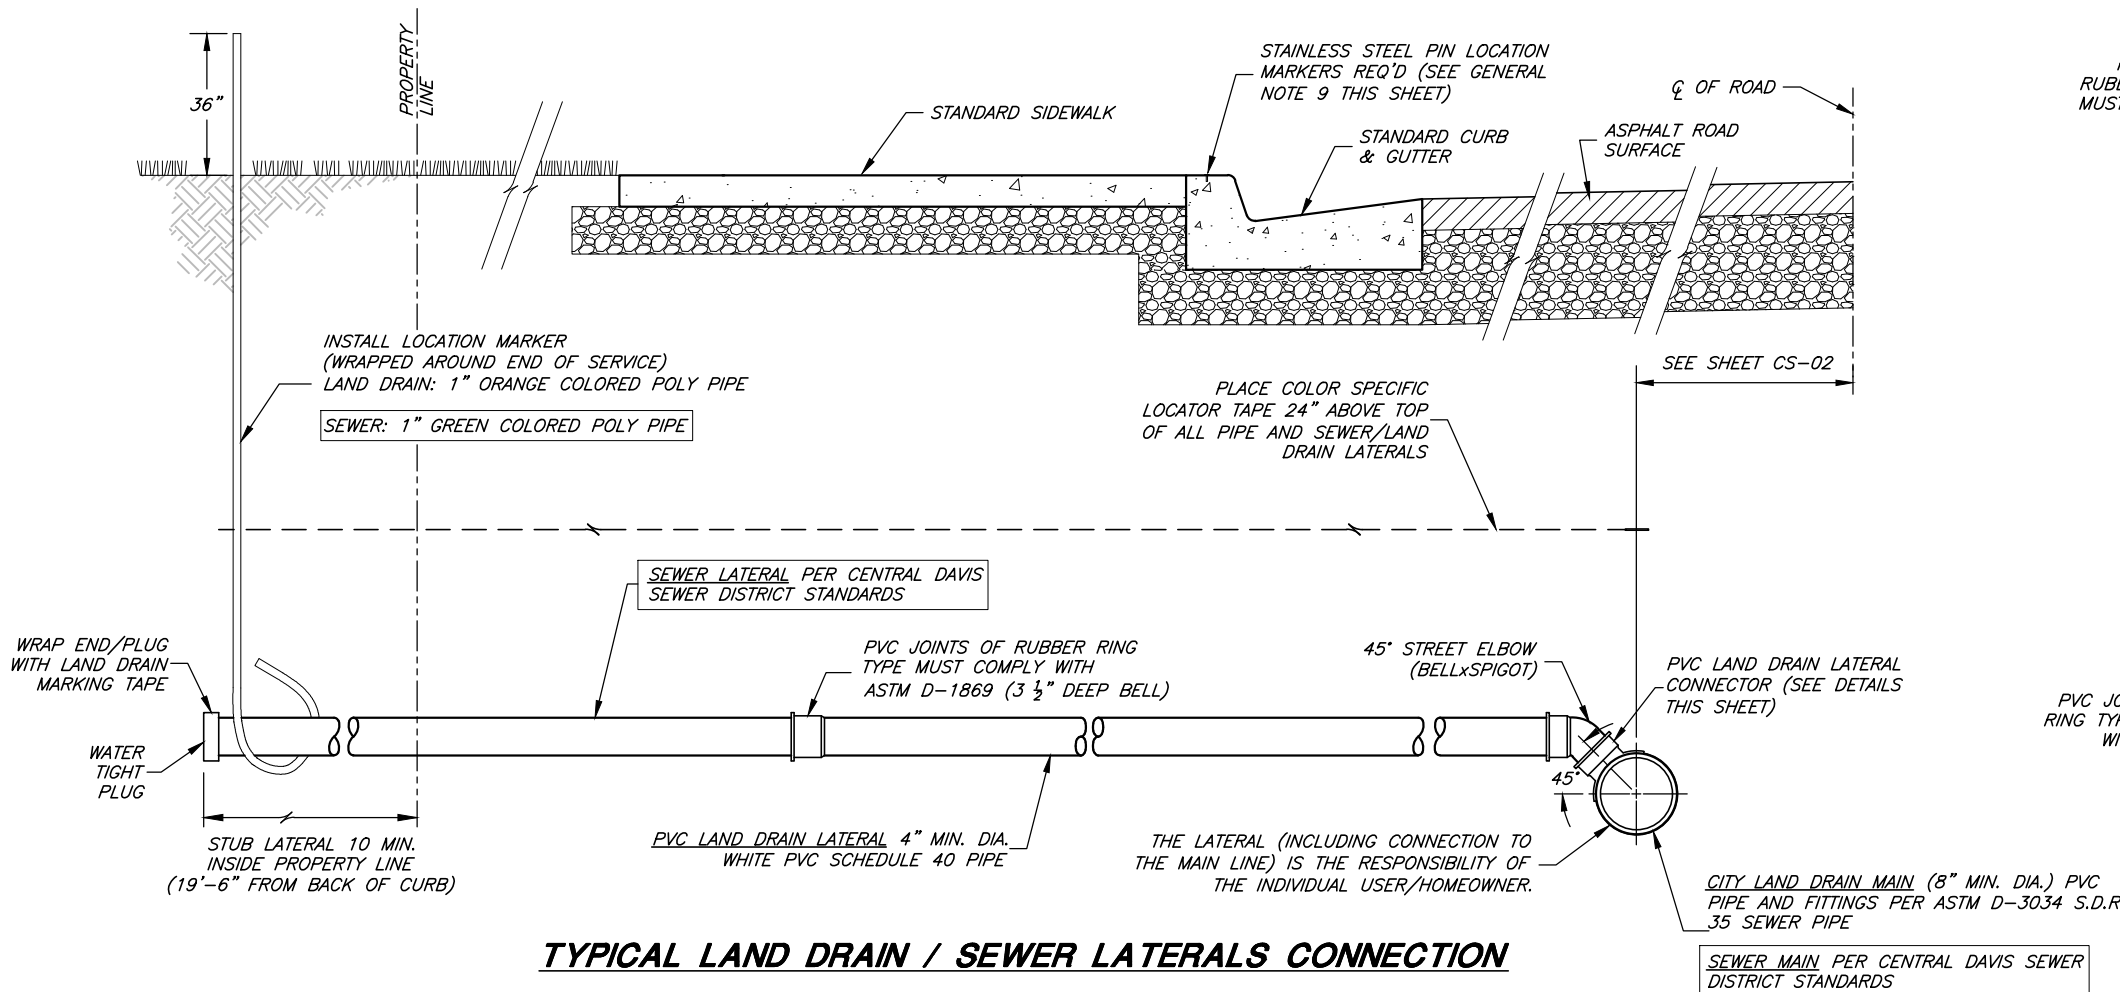 36"
PROPERTY
LINE
STANDARD SIDEWALK
STAINLESS STEEL PIN LOCATION
MARKERS REQ'D (SEE GENERAL
NOTE 9 THIS SHEET)
STANDARD CURB
& GUTTER
℄ OF ROAD
ASPHALT ROAD
SURFACE
MUST
INSTALL LOCATION MARKER
(WRAPPED AROUND END OF SERVICE)
LAND DRAIN: 1" ORANGE COLORED POLY PIPE
SEWER: 1" GREEN COLORED POLY PIPE
SEE SHEET CS-02
PLACE COLOR SPECIFIC
LOCATOR TAPE 24" ABOVE TOP
OF ALL PIPE AND SEWER/LAND
DRAIN LATERALS
SEWER LATERAL PER CENTRAL DAVIS
SEWER DISTRICT STANDARDS
WRAP END/PLUG
WITH LAND DRAIN
MARKING TAPE
PVC JOINTS OF RUBBER RING
TYPE MUST COMPLY WITH
ASTM D-1869 (3 ½" DEEP BELL)
45° STREET ELBOW
(BELLxSPIGOT)
PVC LAND DRAIN LATERAL
CONNECTOR (SEE DETAILS
THIS SHEET)
PVC
RING
WATER
TIGHT
PLUG
45°
STUB LATERAL 10 MIN.
INSIDE PROPERTY LINE
(19'-6" FROM BACK OF CURB)
PVC LAND DRAIN LATERAL 4" MIN. DIA.
WHITE PVC SCHEDULE 40 PIPE
THE LATERAL (INCLUDING CONNECTION TO
THE MAIN LINE) IS THE RESPONSIBILITY OF
THE INDIVIDUAL USER/HOMEOWNER.
CITY LAND DRAIN MAIN (8" MIN. DIA.) PVC
PIPE AND FITTINGS PER ASTM D-3034 S.D.R
35 SEWER PIPE
SEWER MAIN PER CENTRAL DAVIS SEWER
DISTRICT STANDARDS
TYPICAL LAND DRAIN / SEWER LATERALS CONNECTION